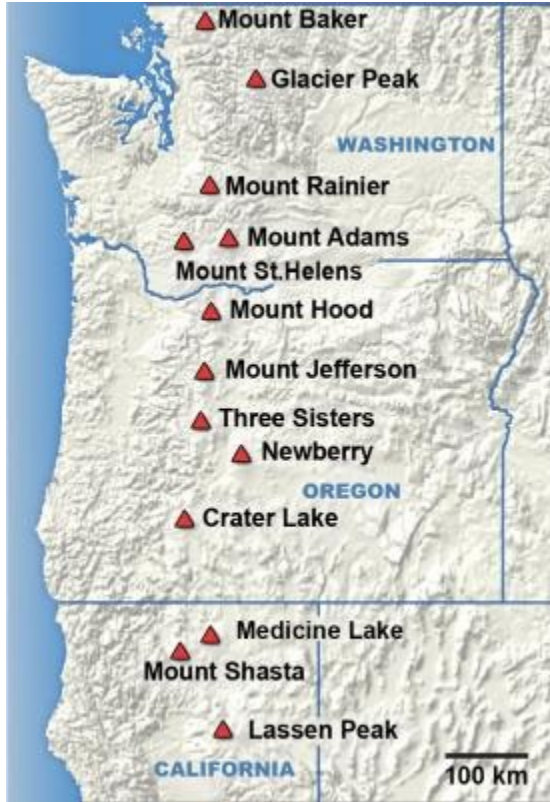 Mount Baker
Glacier Peak
WASHINGTON
Mount Rainier
Mount Adams
Mount St.Helens
Mount Hood
Mount Jefferson
Three Sisters
Newberry
OREGON
Crater Lake
Medicine Lake
Mount Shasta
Lassen Peak
CALIFORNIA
100 km